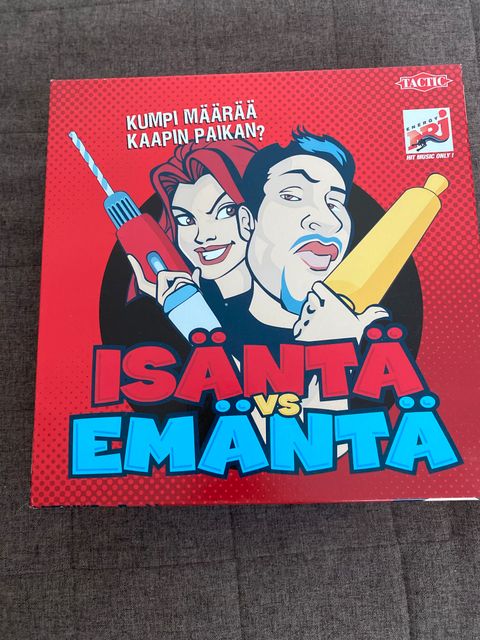 TACTIC
KUMPI MÄÄRÄÄ
KAAPIN PAIKAN?
ENERGY
NRJ
HIT MUSIC ONLY!
ISÄNTÄ
VS
EMÄNTÄ